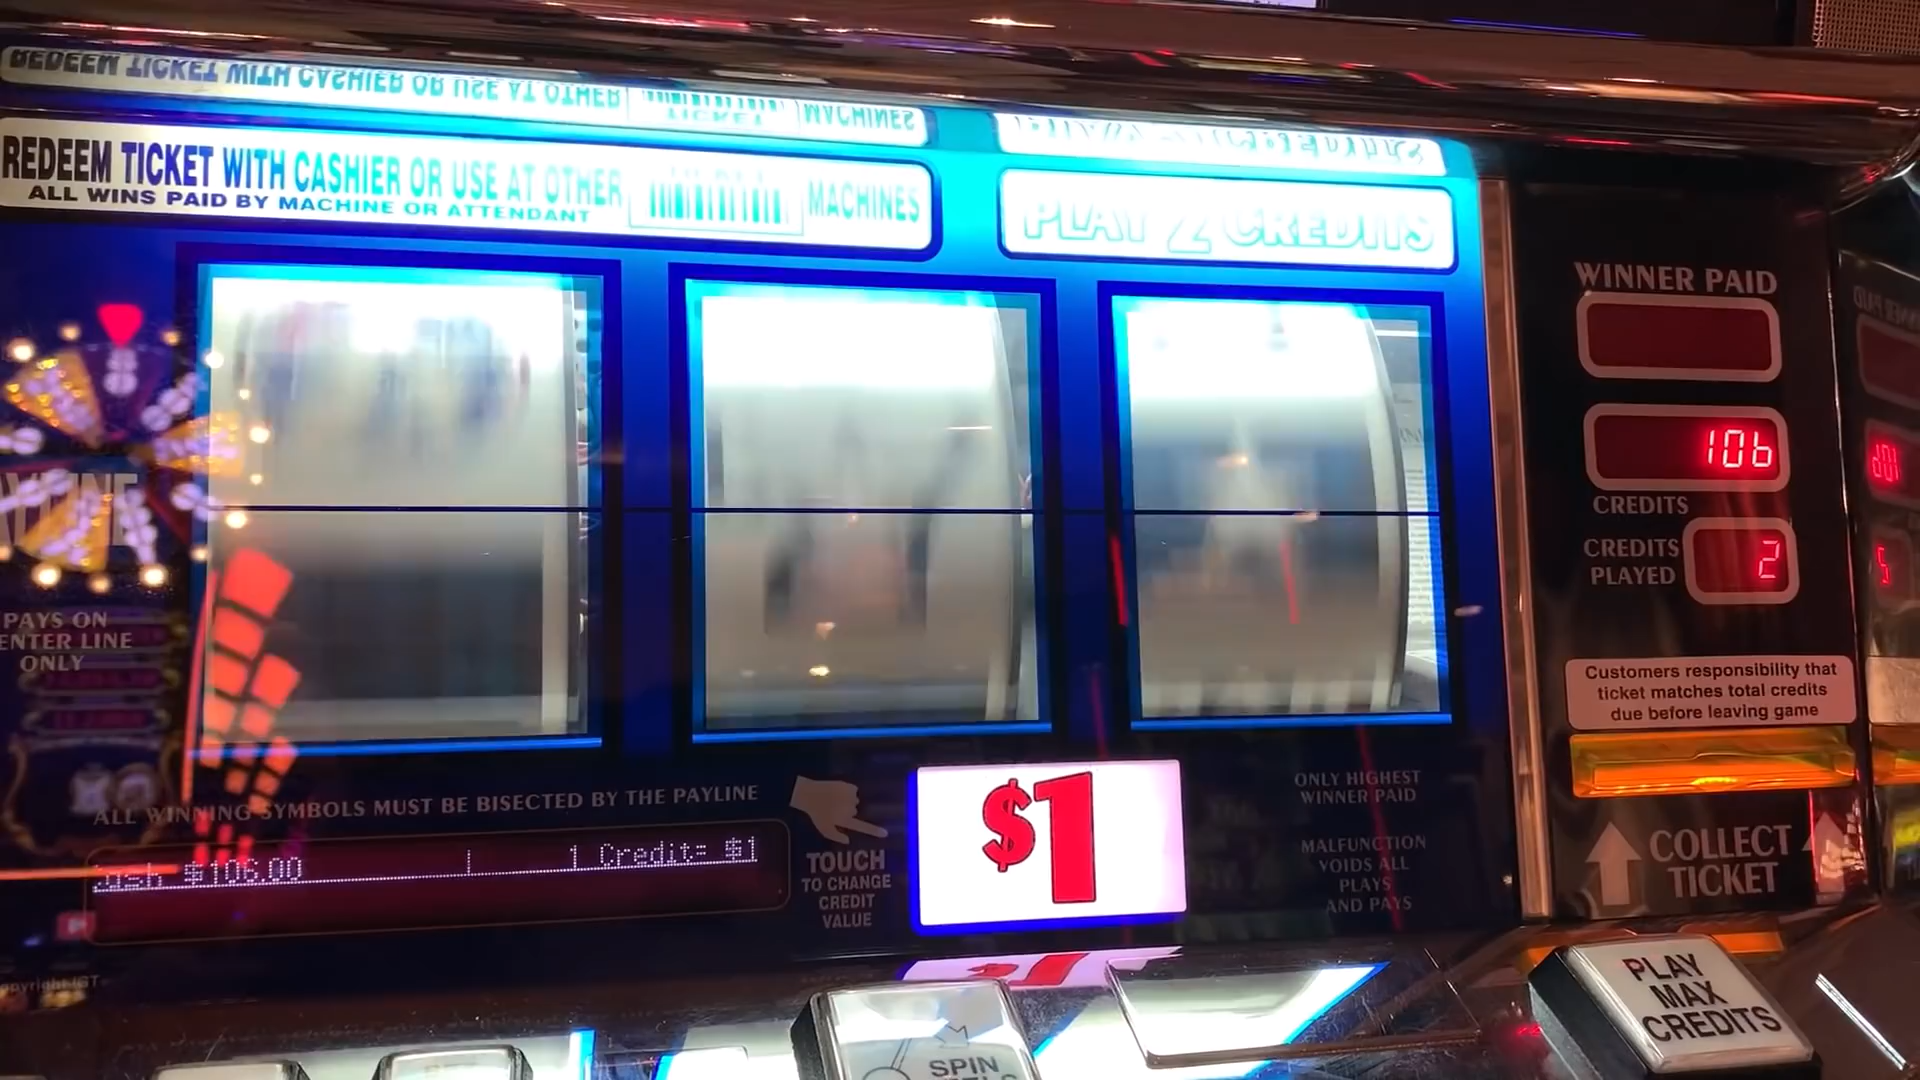 REDEEM TICKET WITH CASHIER OR USE AT OTHER MACHINES
ALL WINS PAID BY MACHINE OR ATTENDANT
PLAY 2 CREDITS
WINNER PAID
106
CREDITS
CREDITS PLAYED
2
PAYS ON
CENTER LINE
ONLY
Customers responsibility that
ticket matches total credits
due before leaving game
ALL WINNING SYMBOLS MUST BE BISECTED BY THE PAYLINE
$106.00
1 Credit= $1
TOUCH
TO CHANGE
CREDIT
VALUE
$1
ONLY HIGHEST
WINNER PAID
MALFUNCTION
VOIDS ALL
PLAYS
AND PAYS
COLLECT
TICKET
PLAY
MAX
CREDITS
SPIN